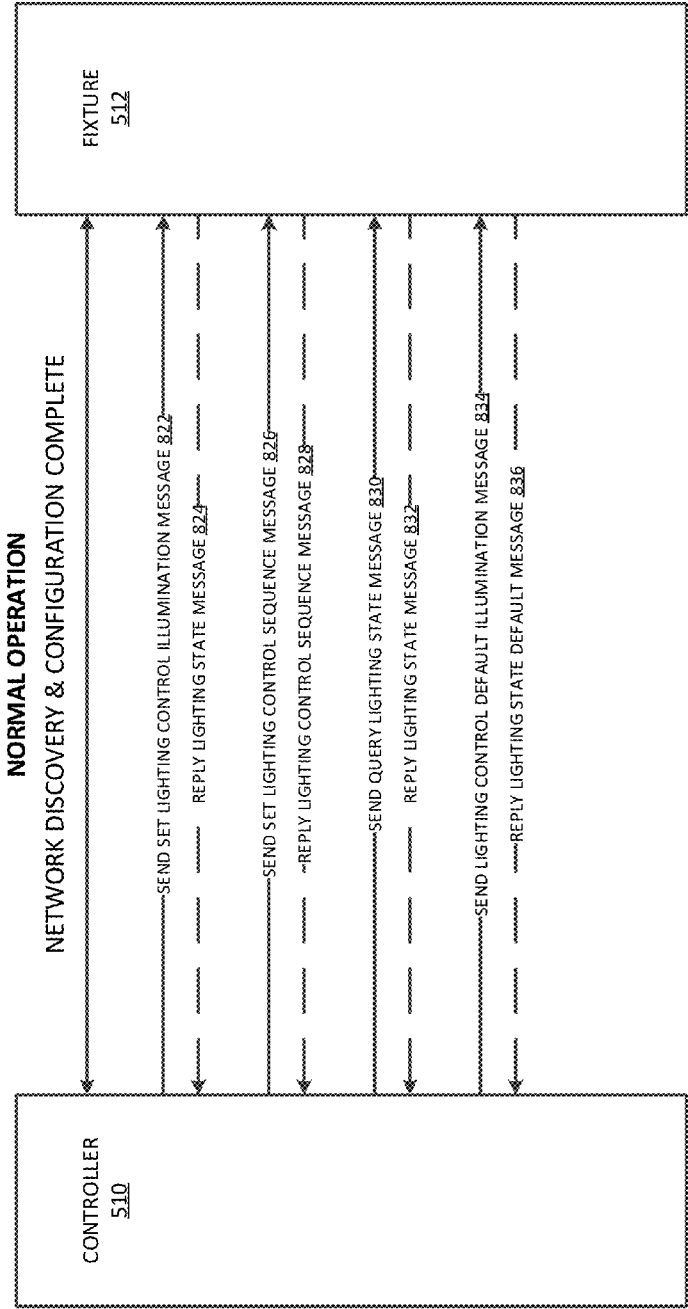 NORMAL OPERATION
NETWORK DISCOVERY & CONFIGURATION COMPLETE
CONTROLLER
510
FIXTURE
512
SEND SET LIGHTING CONTROL ILLUMINATION MESSAGE 822
REPLY LIGHTING STATE MESSAGE 824
SEND SET LIGHTING CONTROL SEQUENCE MESSAGE 826
REPLY LIGHTING CONTROL SEQUENCE MESSAGE 828
SEND QUERY LIGHTING STATE MESSAGE 830
REPLY LIGHTING STATE MESSAGE 832
SEND LIGHTING CONTROL DEFAULT ILLUMINATION MESSAGE 834
REPLY LIGHTING STATE DEFAULT MESSAGE 836